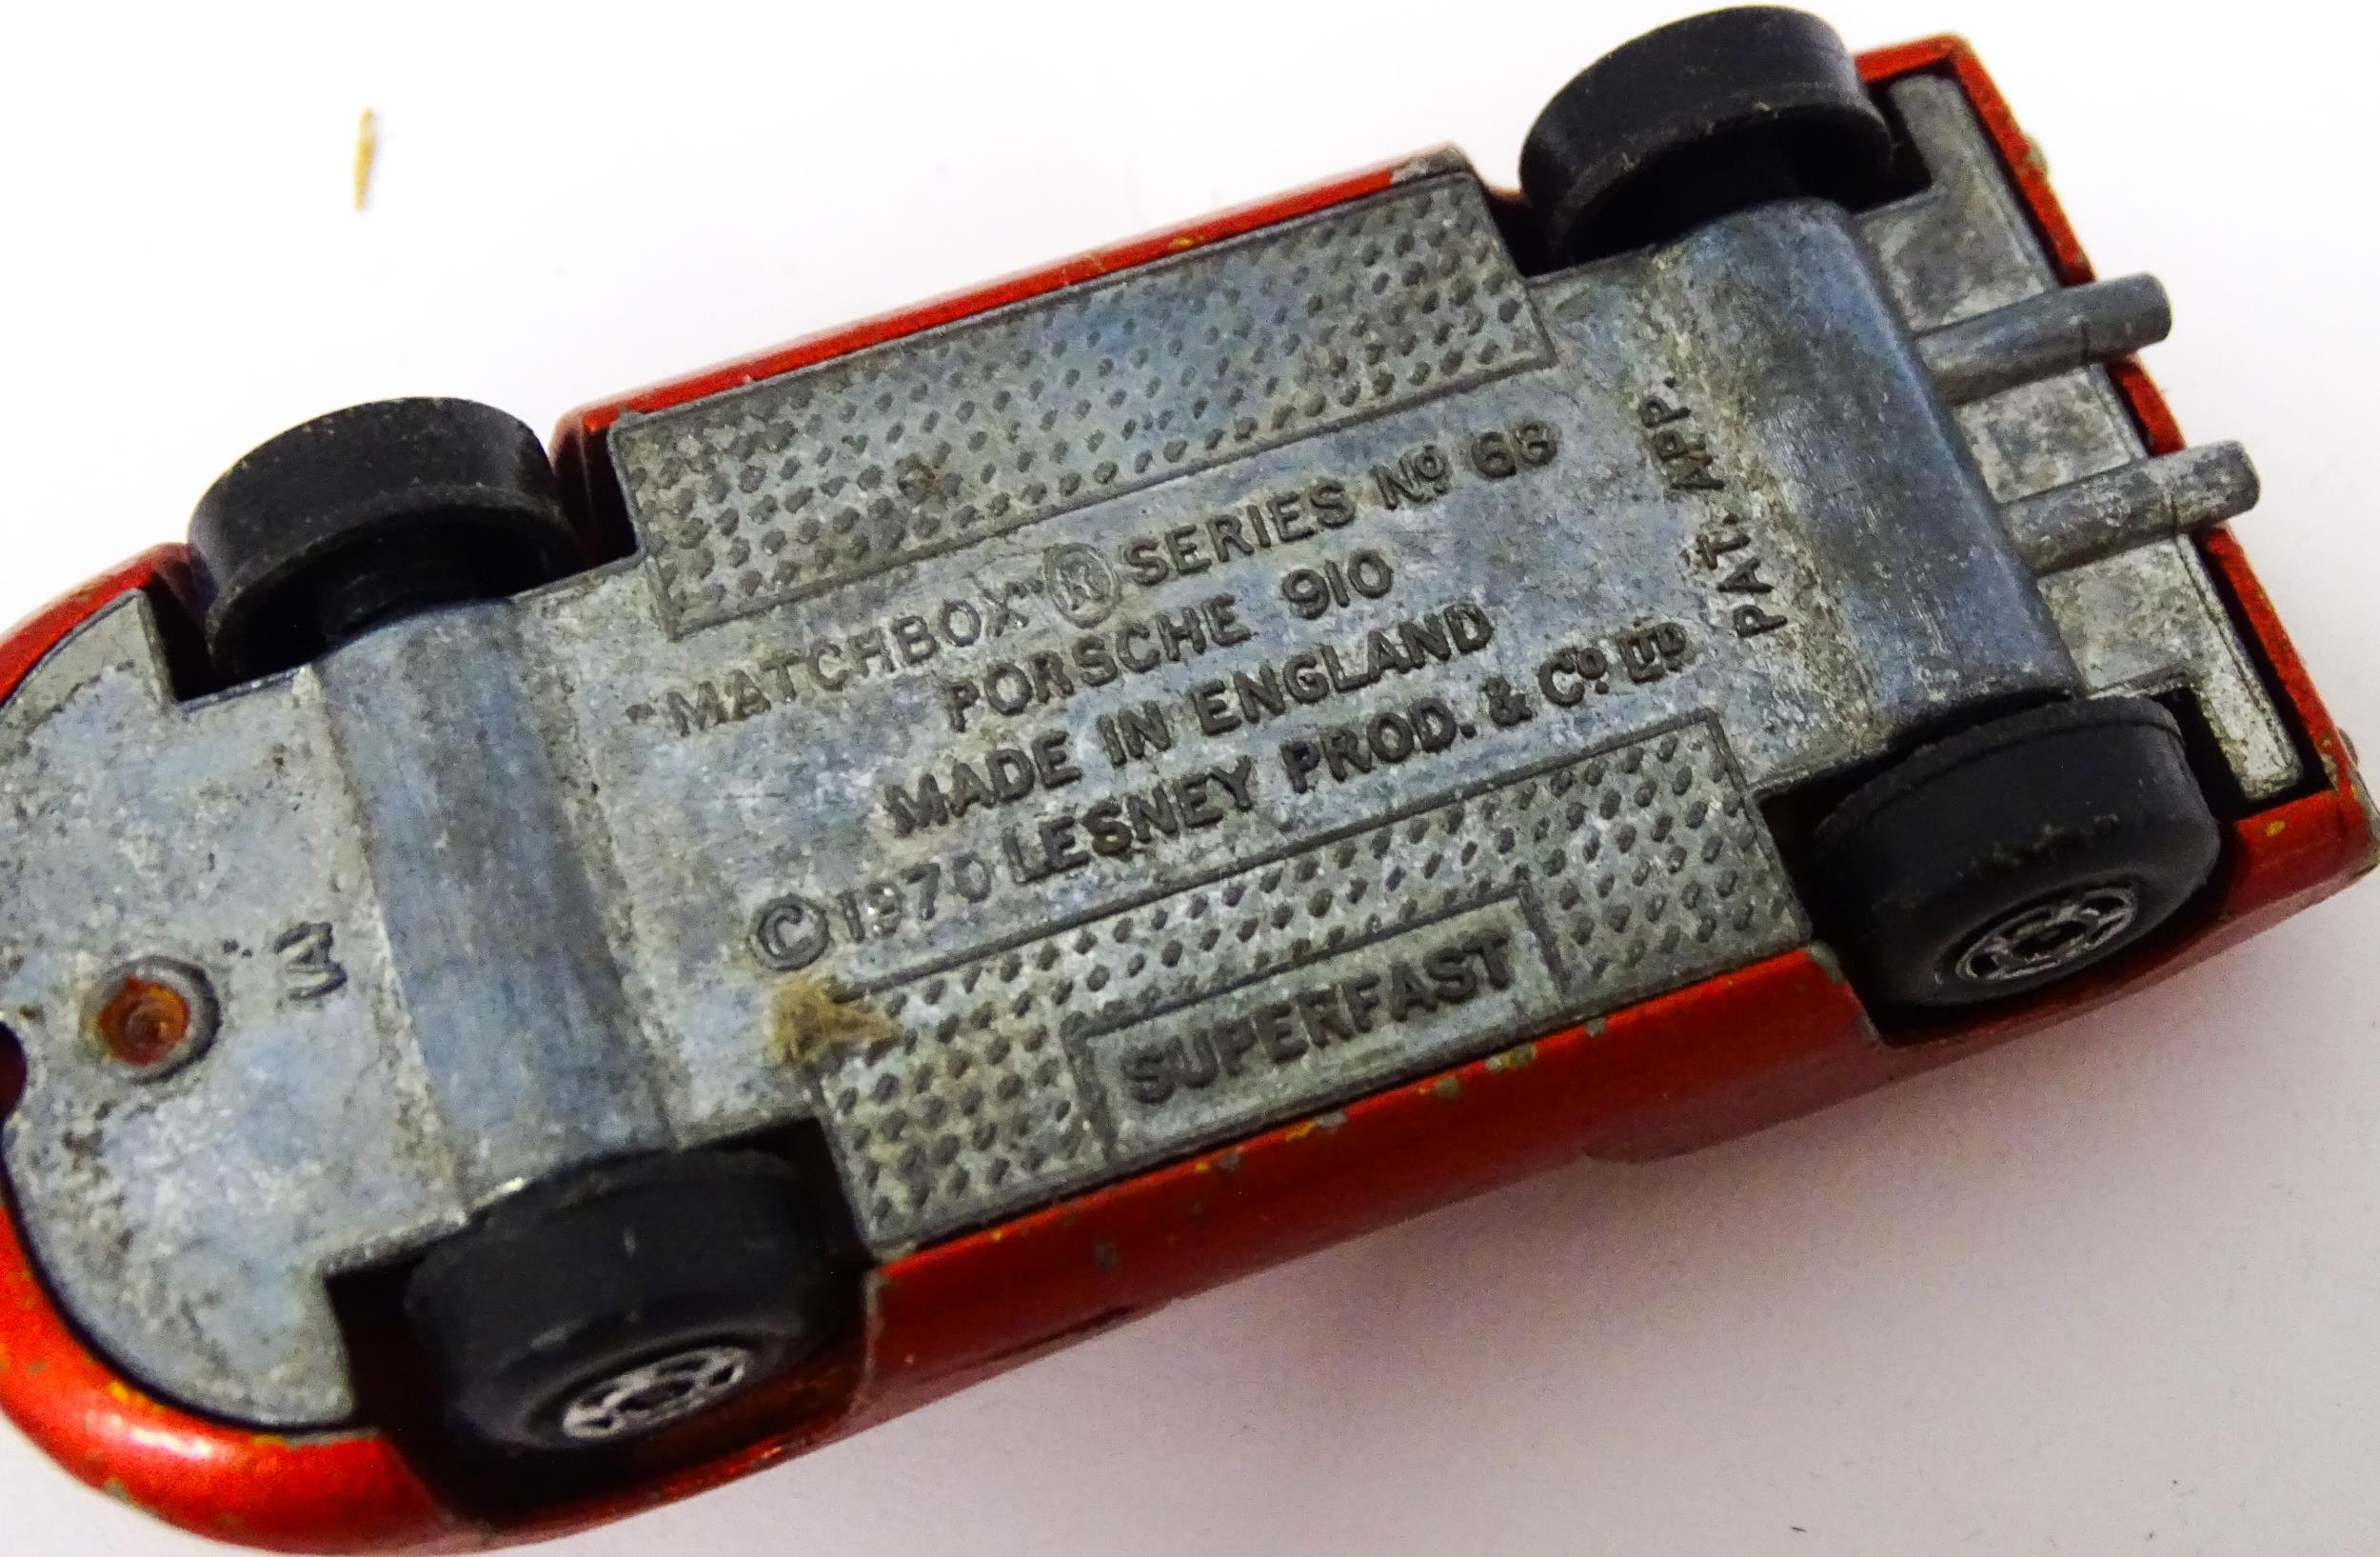 "MATCHBOX" ® SERIES Nº 68
PORSCHE 910
MADE IN ENGLAND
© 1970 LESNEY PROD. & Cº LTD
PAT. APP.
SUPERFAST